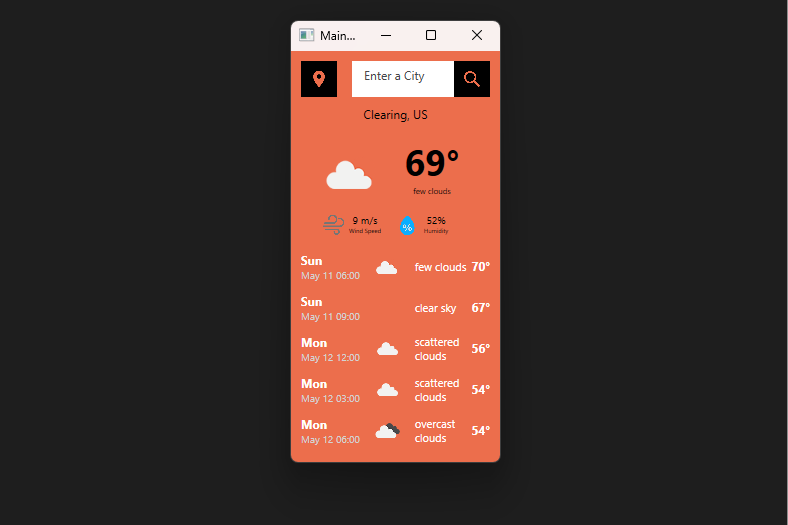 Main...
Enter a City
Clearing, US
69°
few clouds
9 m/s
Wind Speed
%
52%
Humidity
Sun
May 11 06:00
few clouds
70°
Sun
May 11 09:00
clear sky
67°
Mon
May 12 12:00
scattered
clouds
56°
Mon
May 12 03:00
scattered
clouds
54°
Mon
May 12 06:00
overcast
clouds
54°